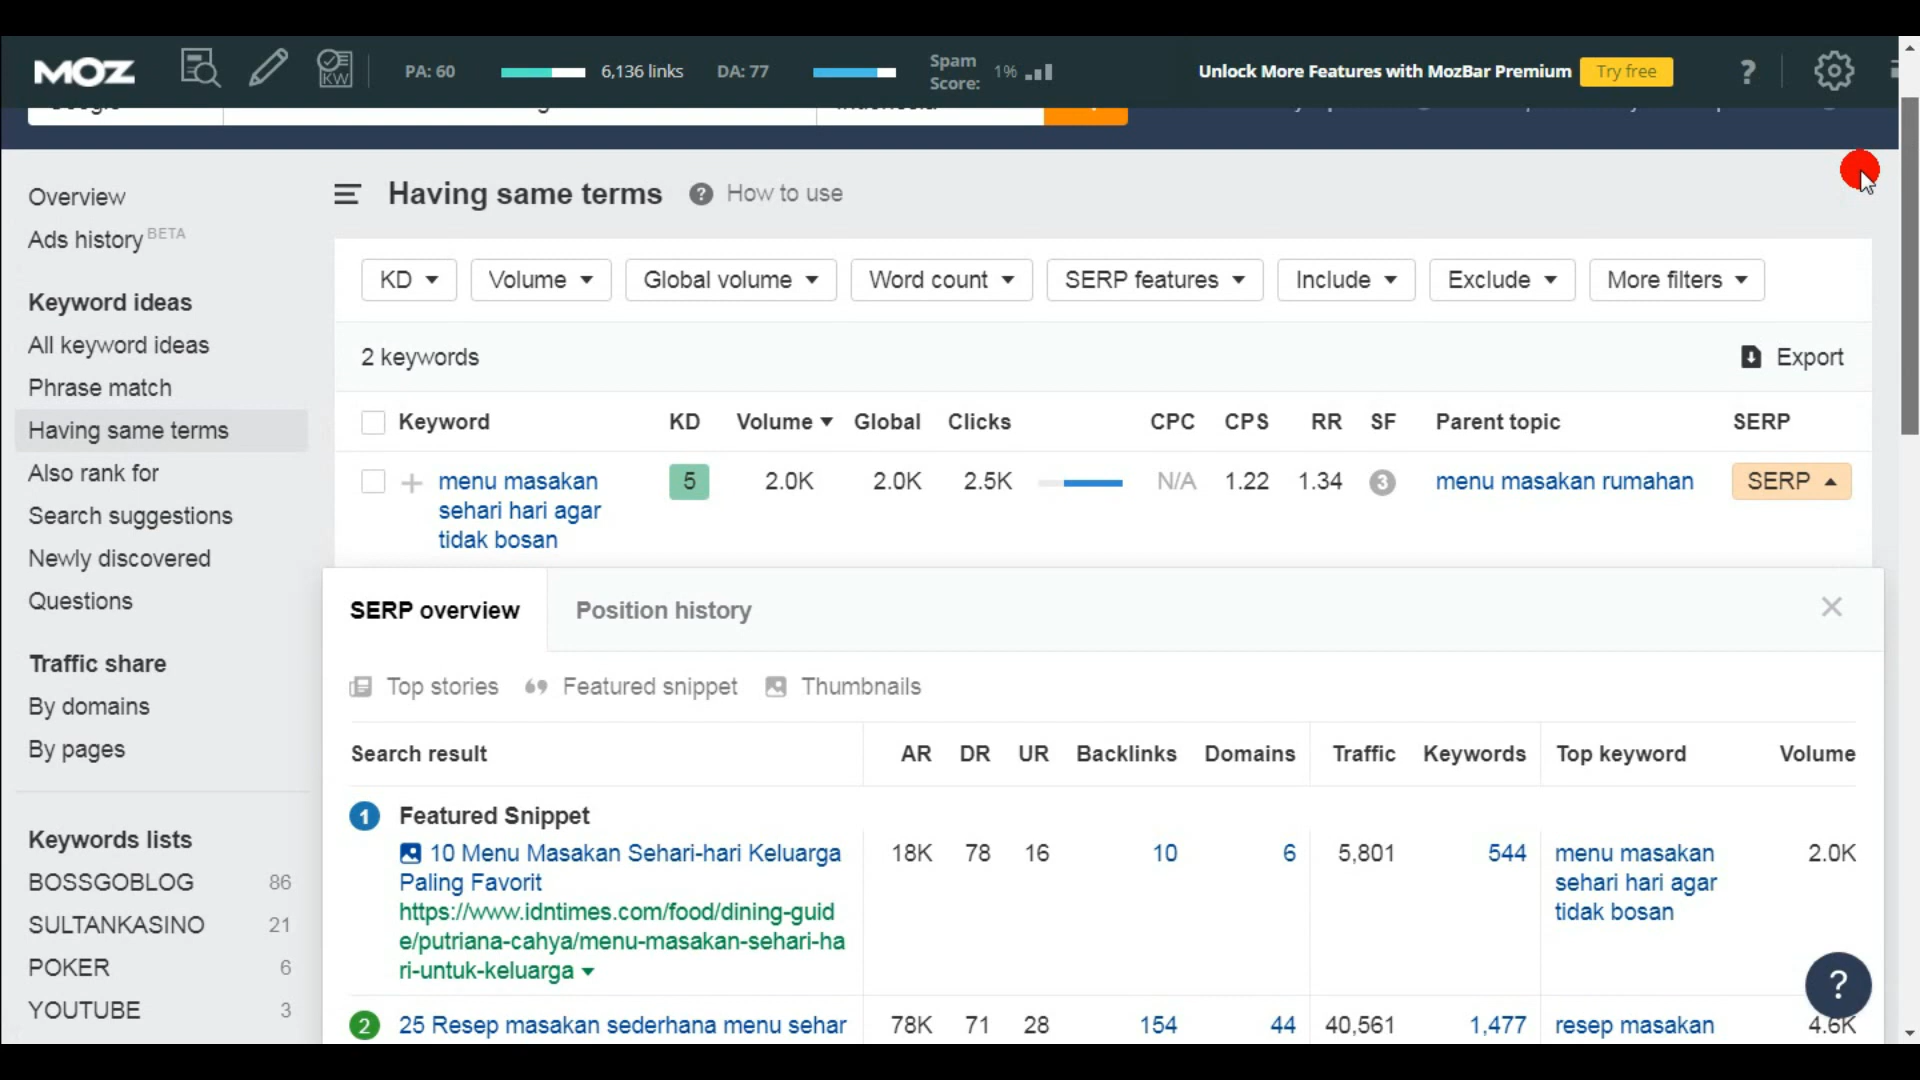 MOZ
KW
PA: 60
6,136 links
DA: 77
Spam Score: 1%
Unlock More Features with MozBar Premium
Try free
?
Overview
Ads history BETA
Keyword ideas
All keyword ideas
Phrase match
Having same terms
Also rank for
Search suggestions
Newly discovered
Questions
Traffic share
By domains
By pages
Keywords lists
BOSSGOBLOG 86
SULTANKASINO 21
POKER 6
YOUTUBE 3
Having same terms ? How to use
KD Volume Global volume Word count SERP features Include Exclude More filters
2 keywords Export
Keyword KD Volume Global Clicks CPC CPS RR SF Parent topic SERP
menu masakan 5 2.0K 2.0K 2.5K N/A 1.22 1.34 3 menu masakan rumahan SERP
sehari hari agar
tidak bosan
SERP overview Position history
Top stories Featured snippet Thumbnails
Search result AR DR UR Backlinks Domains Traffic Keywords Top keyword Volume
1 Featured Snippet
10 Menu Masakan Sehari-hari Keluarga 18K 78 16 10 6 5,801 544 menu masakan 2.0K
Paling Favorit sehari hari agar
https://www.idntimes.com/food/dining-guid tidak bosan
e/putriana-cahya/menu-masakan-sehari-ha
ri-untuk-keluarga
?
2 25 Resep masakan sederhana menu sehar 78K 71 28 154 44 40,561 1,477 resep masakan 4.6K